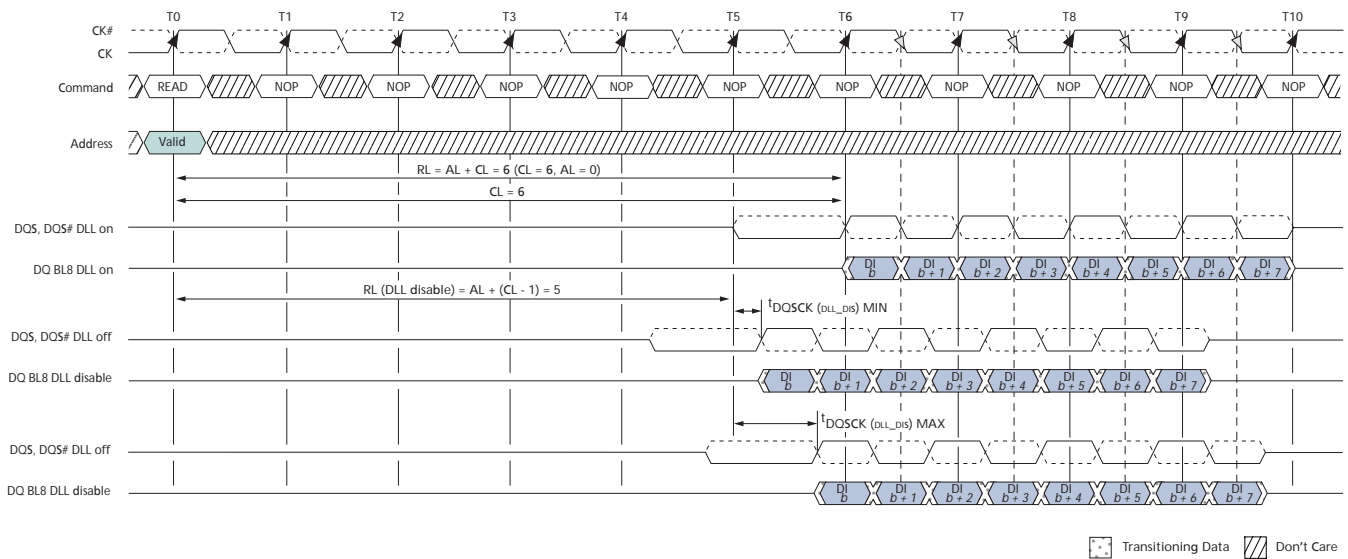 T0 T1 T2 T3 T4 T5 T6 T7 T8 T9 T10
CK#
CK
Command READ NOP NOP NOP NOP NOP NOP NOP NOP NOP NOP
Address Valid
RL = AL + CL = 6 (CL = 6, AL = 0)
CL = 6
DQS, DQS# DLL on
DQ BL8 DLL on DI b DI b + 1 DI b + 2 DI b + 3 DI b + 4 DI b + 5 DI b + 6 DI b + 7
RL (DLL disable) = AL + (CL - 1) = 5
tDQSCK (DLL_DIS) MIN
DQS, DQS# DLL off
DQ BL8 DLL disable DI b DI b + 1 DI b + 2 DI b + 3 DI b + 4 DI b + 5 DI b + 6 DI b + 7
tDQSCK (DLL_DIS) MAX
DQS, DQS# DLL off
DQ BL8 DLL disable DI b DI b + 1 DI b + 2 DI b + 3 DI b + 4 DI b + 5 DI b + 6 DI b + 7
Transitioning Data Don't Care